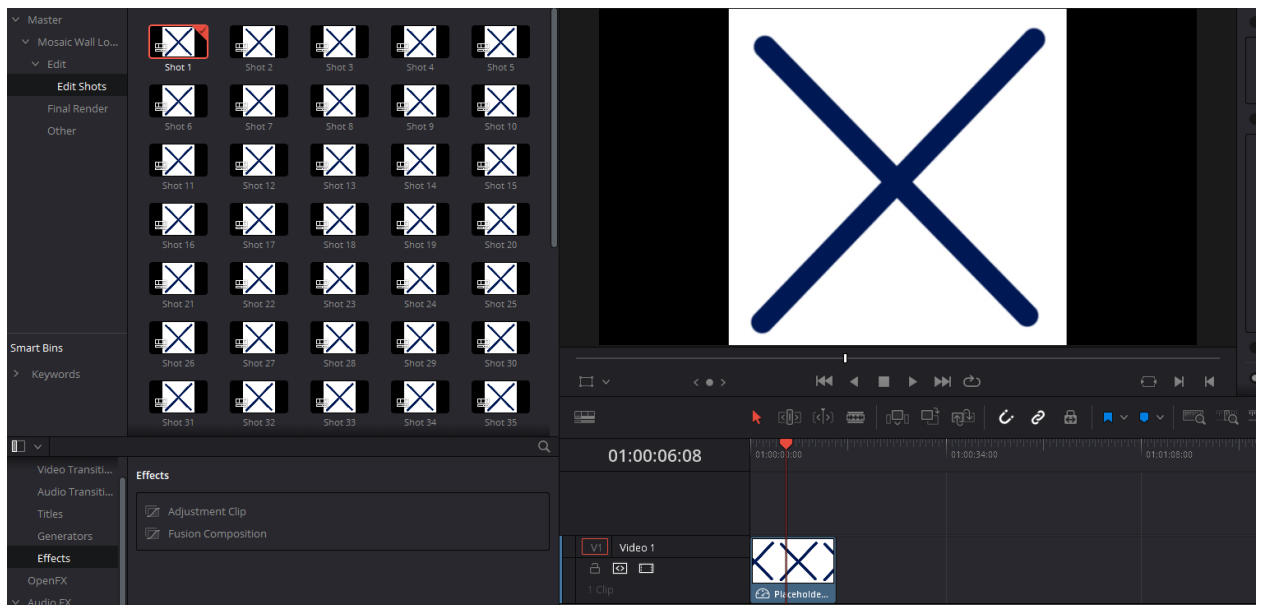 Master
Mosaic Wall Lo...
Edit
Edit Shots
Final Render
Other
Smart Bins
Keywords
Shot 1
Shot 2
Shot 3
Shot 4
Shot 5
Shot 6
Shot 7
Shot 8
Shot 9
Shot 10
Shot 11
Shot 12
Shot 13
Shot 14
Shot 15
Shot 16
Shot 17
Shot 18
Shot 19
Shot 20
Shot 21
Shot 22
Shot 23
Shot 24
Shot 25
Shot 26
Shot 27
Shot 28
Shot 29
Shot 30
Shot 31
Shot 32
Shot 33
Shot 34
Shot 35
Video Transiti...
Audio Transiti...
Titles
Generators
Effects
OpenFX
Audio FX
Effects
Adjustment Clip
Fusion Composition
01:00:06:08
01:00:00:00
01:00:34:00
01:01:08:00
V1 Video 1
1 Clip
Placeholde...